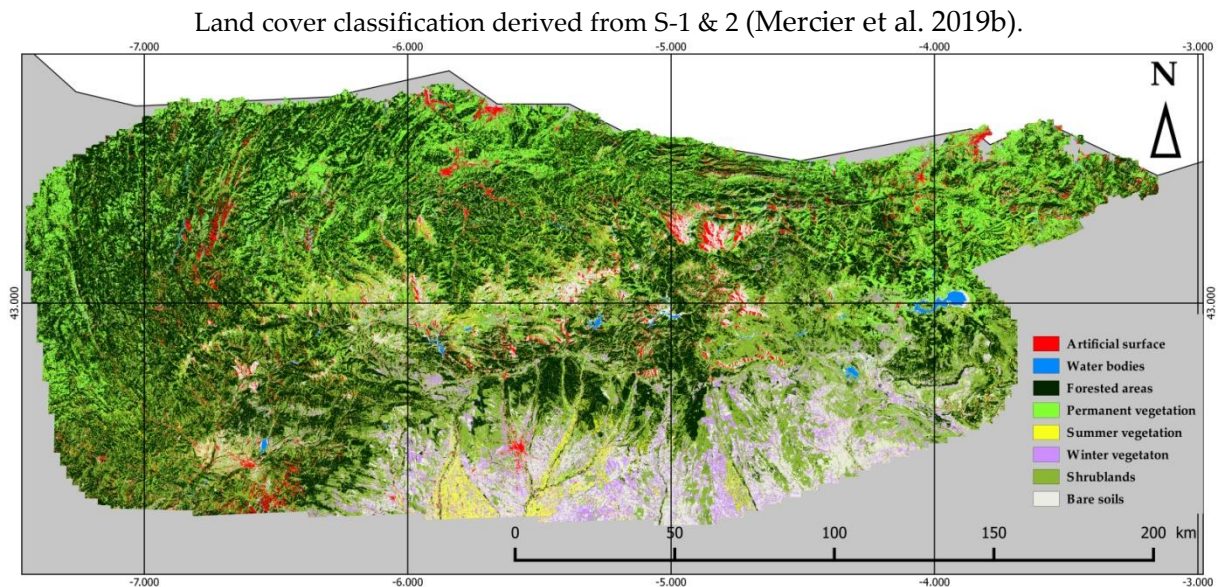 Land cover classification derived from S-1 & 2 (Mercier et al. 2019b).
-7.000 -6.000 -5.000 -4.000 -3.000
N
43.000 43.000
Artificial surface
Water bodies
Forested areas
Permanent vegetation
Summer vegetation
Winter vegetaton
Shrublands
Bare soils
0 50 100 150 200 km
-7.000 -6.000 -5.000 -4.000 -3.000